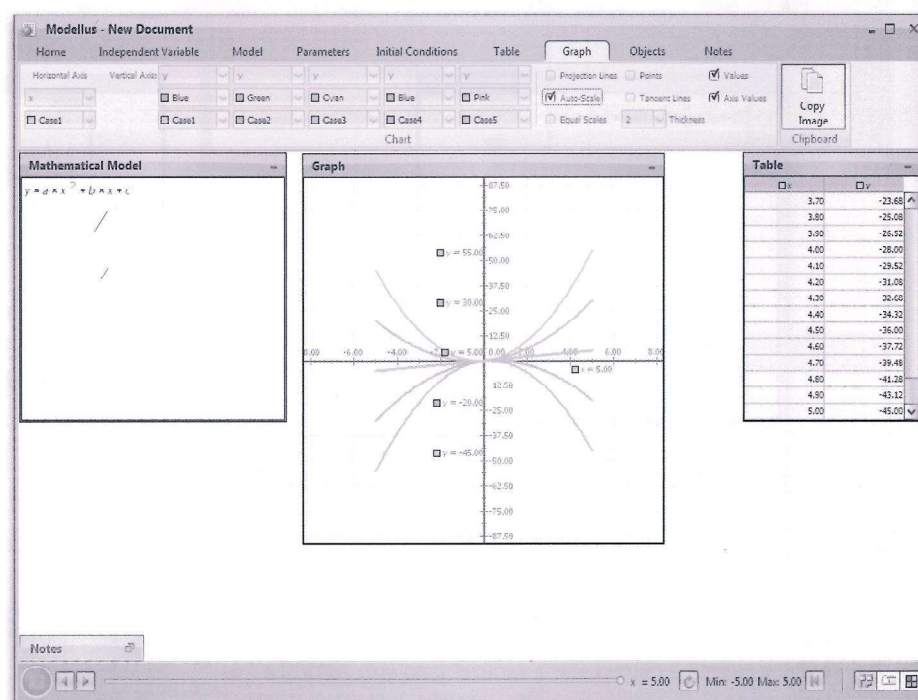 Modellus - New Document
Home Independent Variable Model Parameters Initial Conditions Table Graph Objects Notes
Horizontal Axis Vertical Axis: y y y y y Projection Lines Points Values
x Blue Green Cyan Blue Pink Auto-Scale Tangent Lines Axis Values
Case1 Case1 Case2 Case3 Case4 Case5 Equal Scales 2 Thickness
Copy Image
Chart Clipboard
Mathematical Model
Graph
Table
x y
3.70 -23.68
3.80 -25.08
3.90 -26.52
4.00 -28.00
4.10 -29.52
4.20 -31.08
4.30 32.68
4.40 -34.32
4.50 -36.00
4.60 -37.72
4.70 -39.48
4.80 -41.28
4.90 -43.12
5.00 -45.00
87.50
75.00
62.50
y = 55.00
50.00
37.50
y = 30.00
25.00
12.50
-6.00 -4.00 y = 5.00 0.00 2.00 4.00 6.00 8.00
x = 5.00
12.50
y = -20.00
-25.00
-37.50
y = -45.00
-50.00
-62.50
-75.00
-87.50
Notes
x = 5.00 Min: -5.00 Max: 5.00